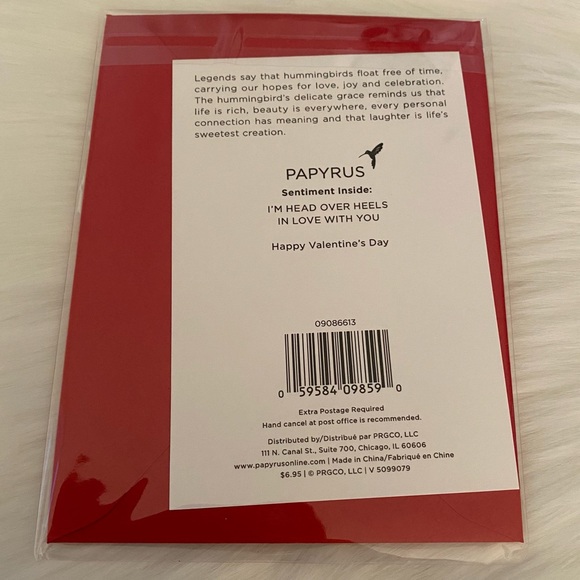 Legends say that hummingbirds float free of time,
carrying our hopes for love, joy and celebration.
The hummingbird's delicate grace reminds us that
life is rich, beauty is everywhere, every personal
connection has meaning and that laughter is life's
sweetest creation.
PAPYRUS
Sentiment Inside:
I'M HEAD OVER HEELS
IN LOVE WITH YOU
Happy Valentine's Day
09086613
0 59584 09859 0
Extra Postage Required
Hand cancel at post office is recommended.
Distributed by/Distribué par PRGCO, LLC
111 N. Canal St., Suite 700, Chicago, IL 60606
www.papyrusonline.com | Made in China/Fabriqué en Chine
$6.95 | © PRGCO, LLC | V 5099079